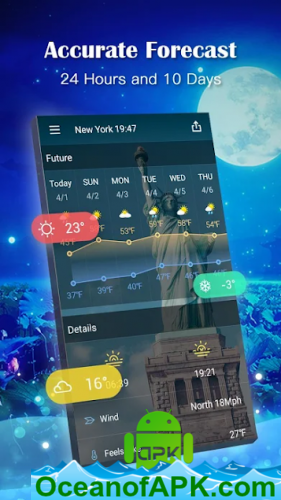 Accurate Forecast
24 Hours and 10 Days
New York 19:47
Future
Today SUN MON TUE WED THU
4/1 4/2 4/3 4/4 4/5 4/6
53°F 58°F 54°F
23°
37°F 39°F 40°F
-3°
Details
16°
06:39 19:21
Wind North 18Mph
Feels 27°F
APK
OceanofAPK.com